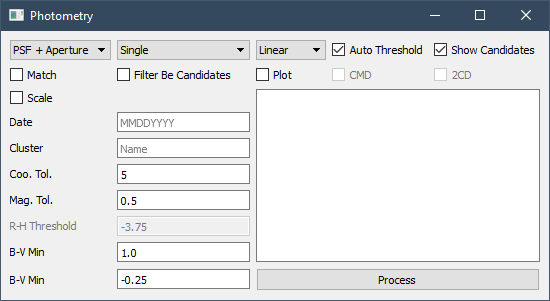 Photometry
PSF + Aperture Single Linear Auto Threshold Show Candidates
Match Filter Be Candidates Plot CMD 2CD
Scale
Date MMDDYYYY
Cluster Name
Coo. Tol. 5
Mag. Tol. 0.5
R-H Threshold -3.75
B-V Min 1.0
B-V Min -0.25
Process